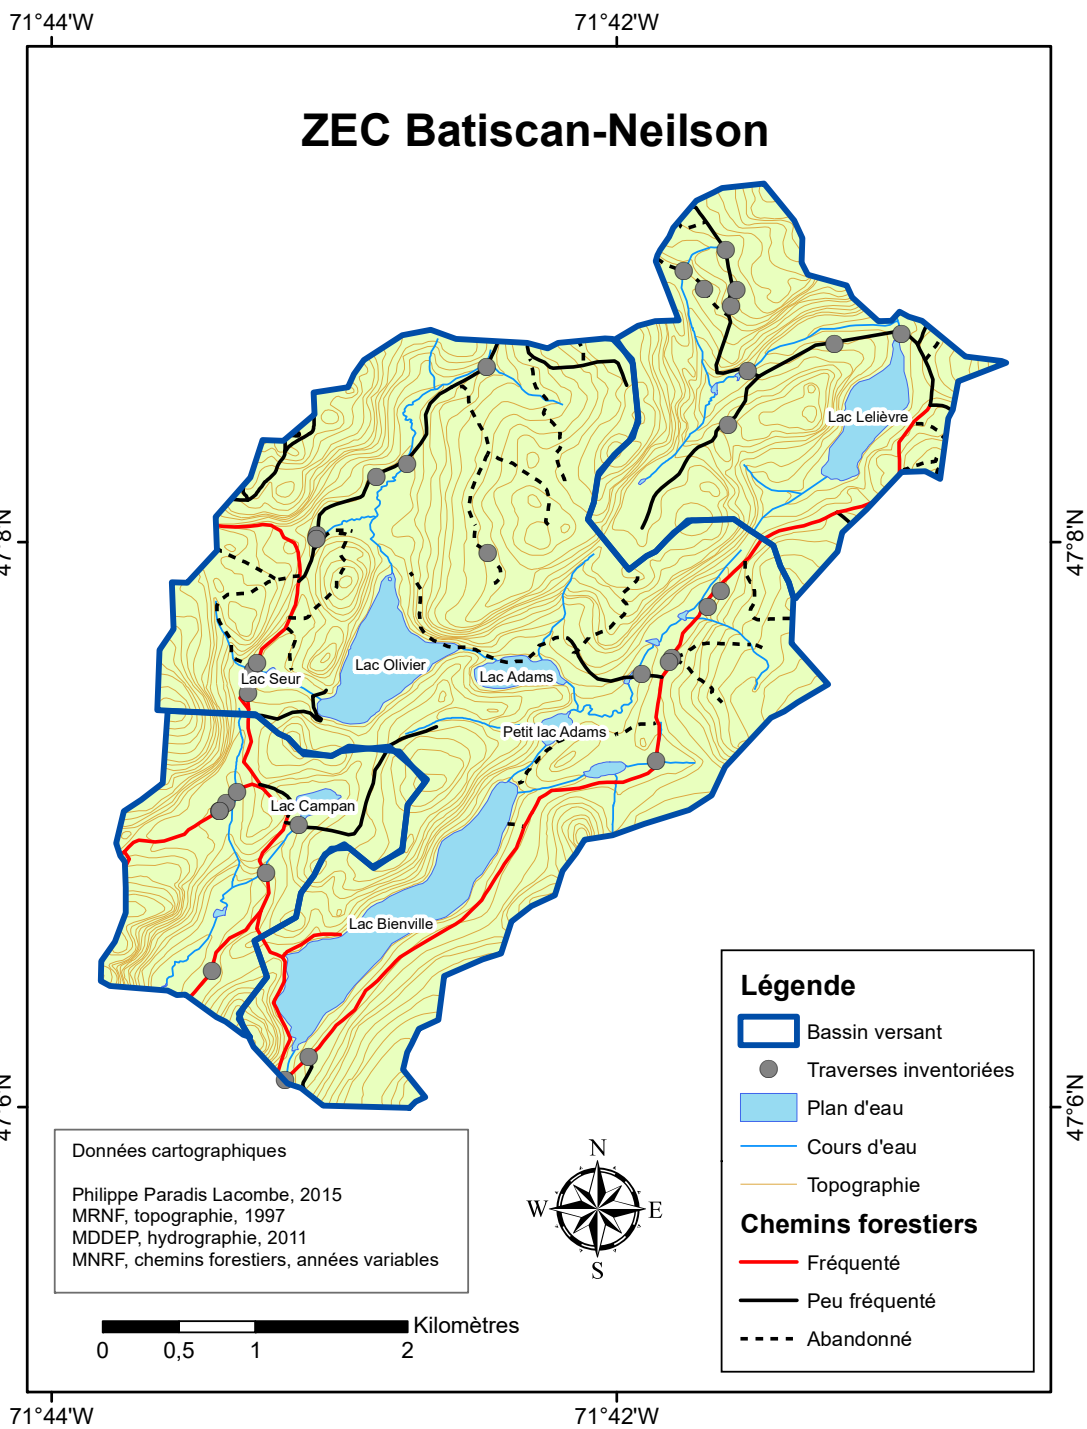 71°44'W 71°42'W
ZEC Batiscan-Neilson
47°8'N 47°8'N
Lac Lelièvre
Lac Olivier
Lac Seur
Lac Adams
Petit lac Adams
Lac Campan
Lac Bienville
47°6'N 47°6'N
Légende
Bassin versant
Traverses inventoriées
Plan d'eau
Cours d'eau
Topographie
Chemins forestiers
Fréquenté
Peu fréquenté
Abandonné
Données cartographiques
Philippe Paradis Lacombe, 2015
MRNF, topographie, 1997
MDDEP, hydrographie, 2011
MNRF, chemins forestiers, années variables
N
W E
S
Kilomètres
0 0,5 1 2
71°44'W 71°42'W